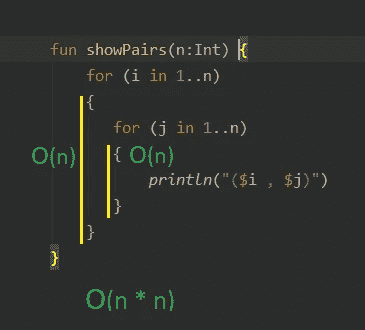 fun showPairs(n:Int) {
for (i in 1..n)
{
for (j in 1..n)
O(n) { O(n)
println("($i , $j)")
}
}
}
O(n * n)